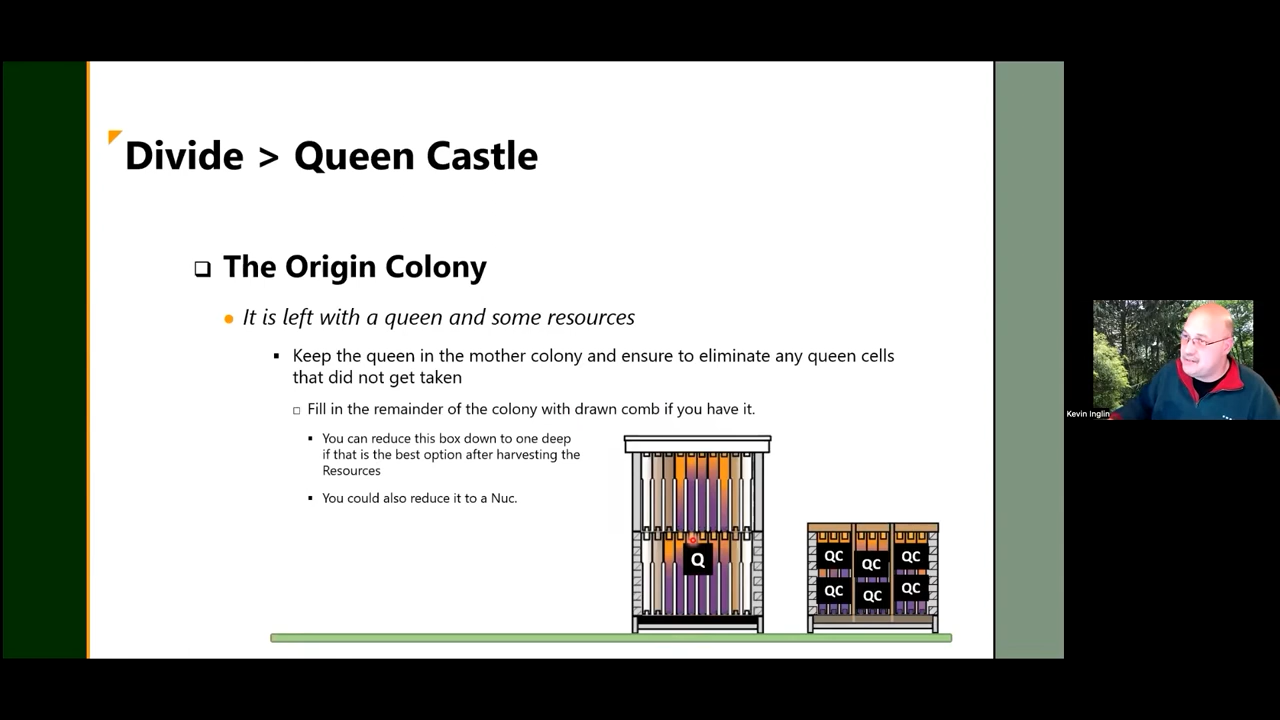 Divide > Queen Castle
The Origin Colony
It is left with a queen and some resources
Keep the queen in the mother colony and ensure to eliminate any queen cells
that did not get taken
Fill in the remainder of the colony with drawn comb if you have it.
You can reduce this box down to one deep
if that is the best option after harvesting the
Resources
You could also reduce it to a Nuc.
Q
QC QC QC
QC QC QC
Kevin Inglin